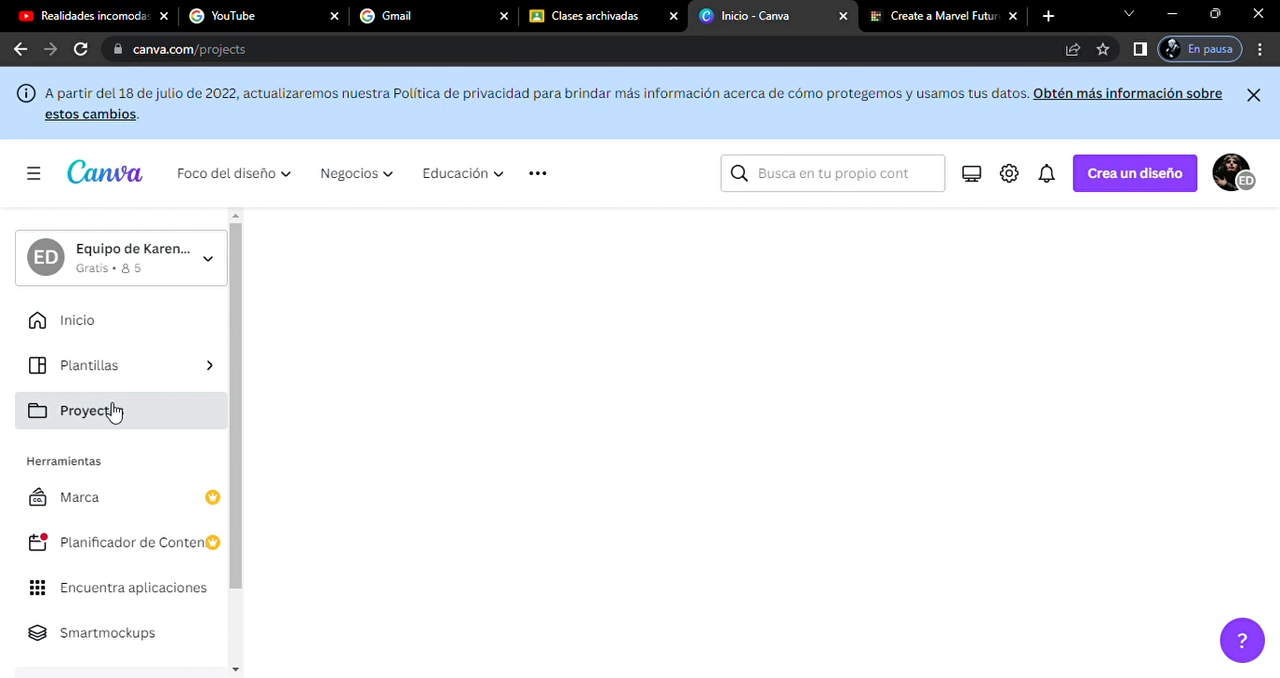 Realidades incomodas
YouTube
Gmail
Clases archivadas
Inicio - Canva
Create a Marvel Futur
canva.com/projects
En pausa
A partir del 18 de julio de 2022, actualizaremos nuestra Política de privacidad para brindar más información acerca de cómo protegemos y usamos tus datos. Obtén más información sobre
estos cambios.
Canva
Foco del diseño
Negocios
Educación
Busca en tu propio cont
Crea un diseño
ED
ED
Equipo de Karen...
Gratis • 5
Inicio
Plantillas
Proyect
Herramientas
Marca
CO.
Planificador de Conten
Encuentra aplicaciones
Smartmockups
?